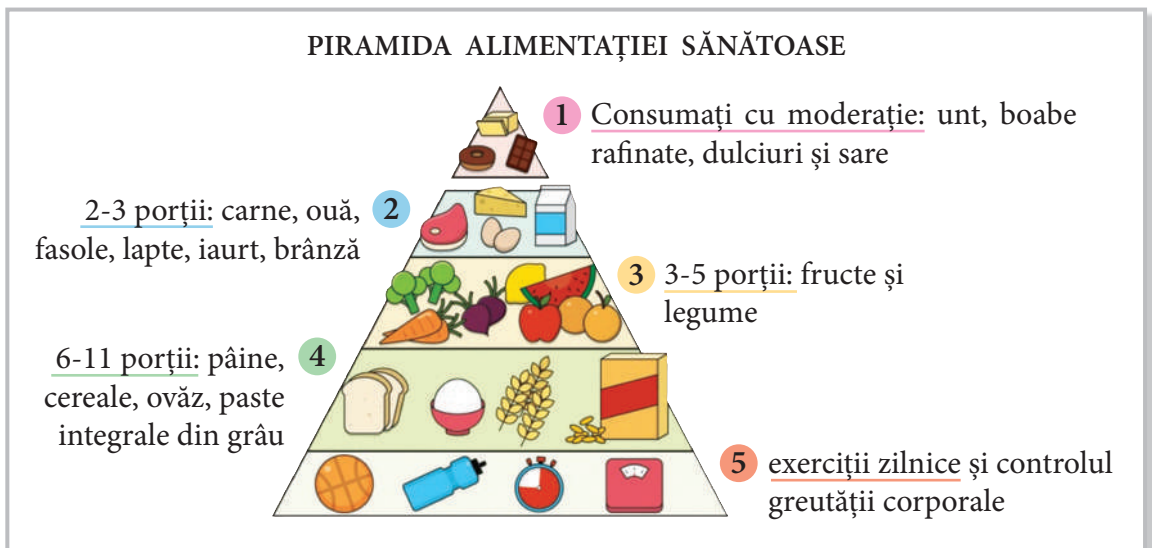 PIRAMIDA ALIMENTAȚIEI SĂNĂTOASE
1 Consumați cu moderație: unt, boabe
rafinate, dulciuri și sare
2-3 porții: carne, ouă, 2
fasole, lapte, iaurt, brânză
3 3-5 porții: fructe și
legume
6-11 porții: pâine, 4
cereale, ovăz, paste
integrale din grâu
5 exerciții zilnice și controlul
greutății corporale